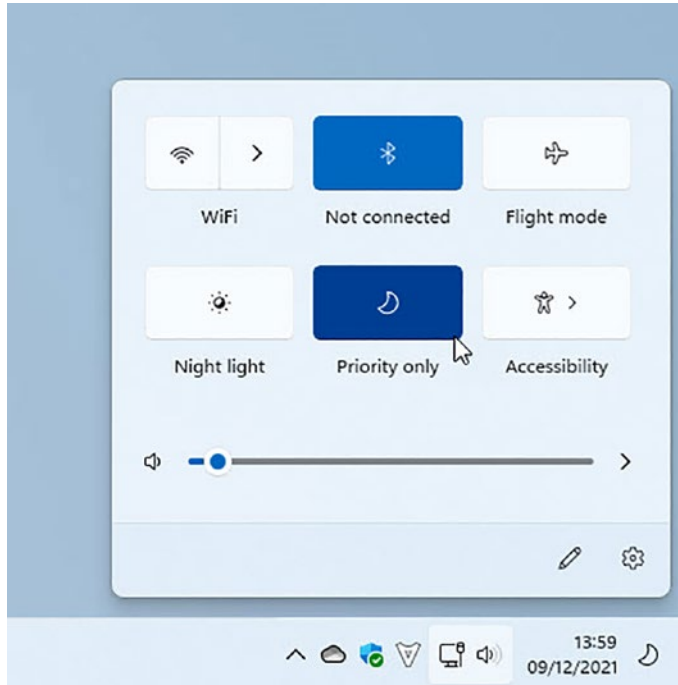 WiFi
Not connected
Flight mode
Night light
Priority only
Accessibility
13:59
09/12/2021